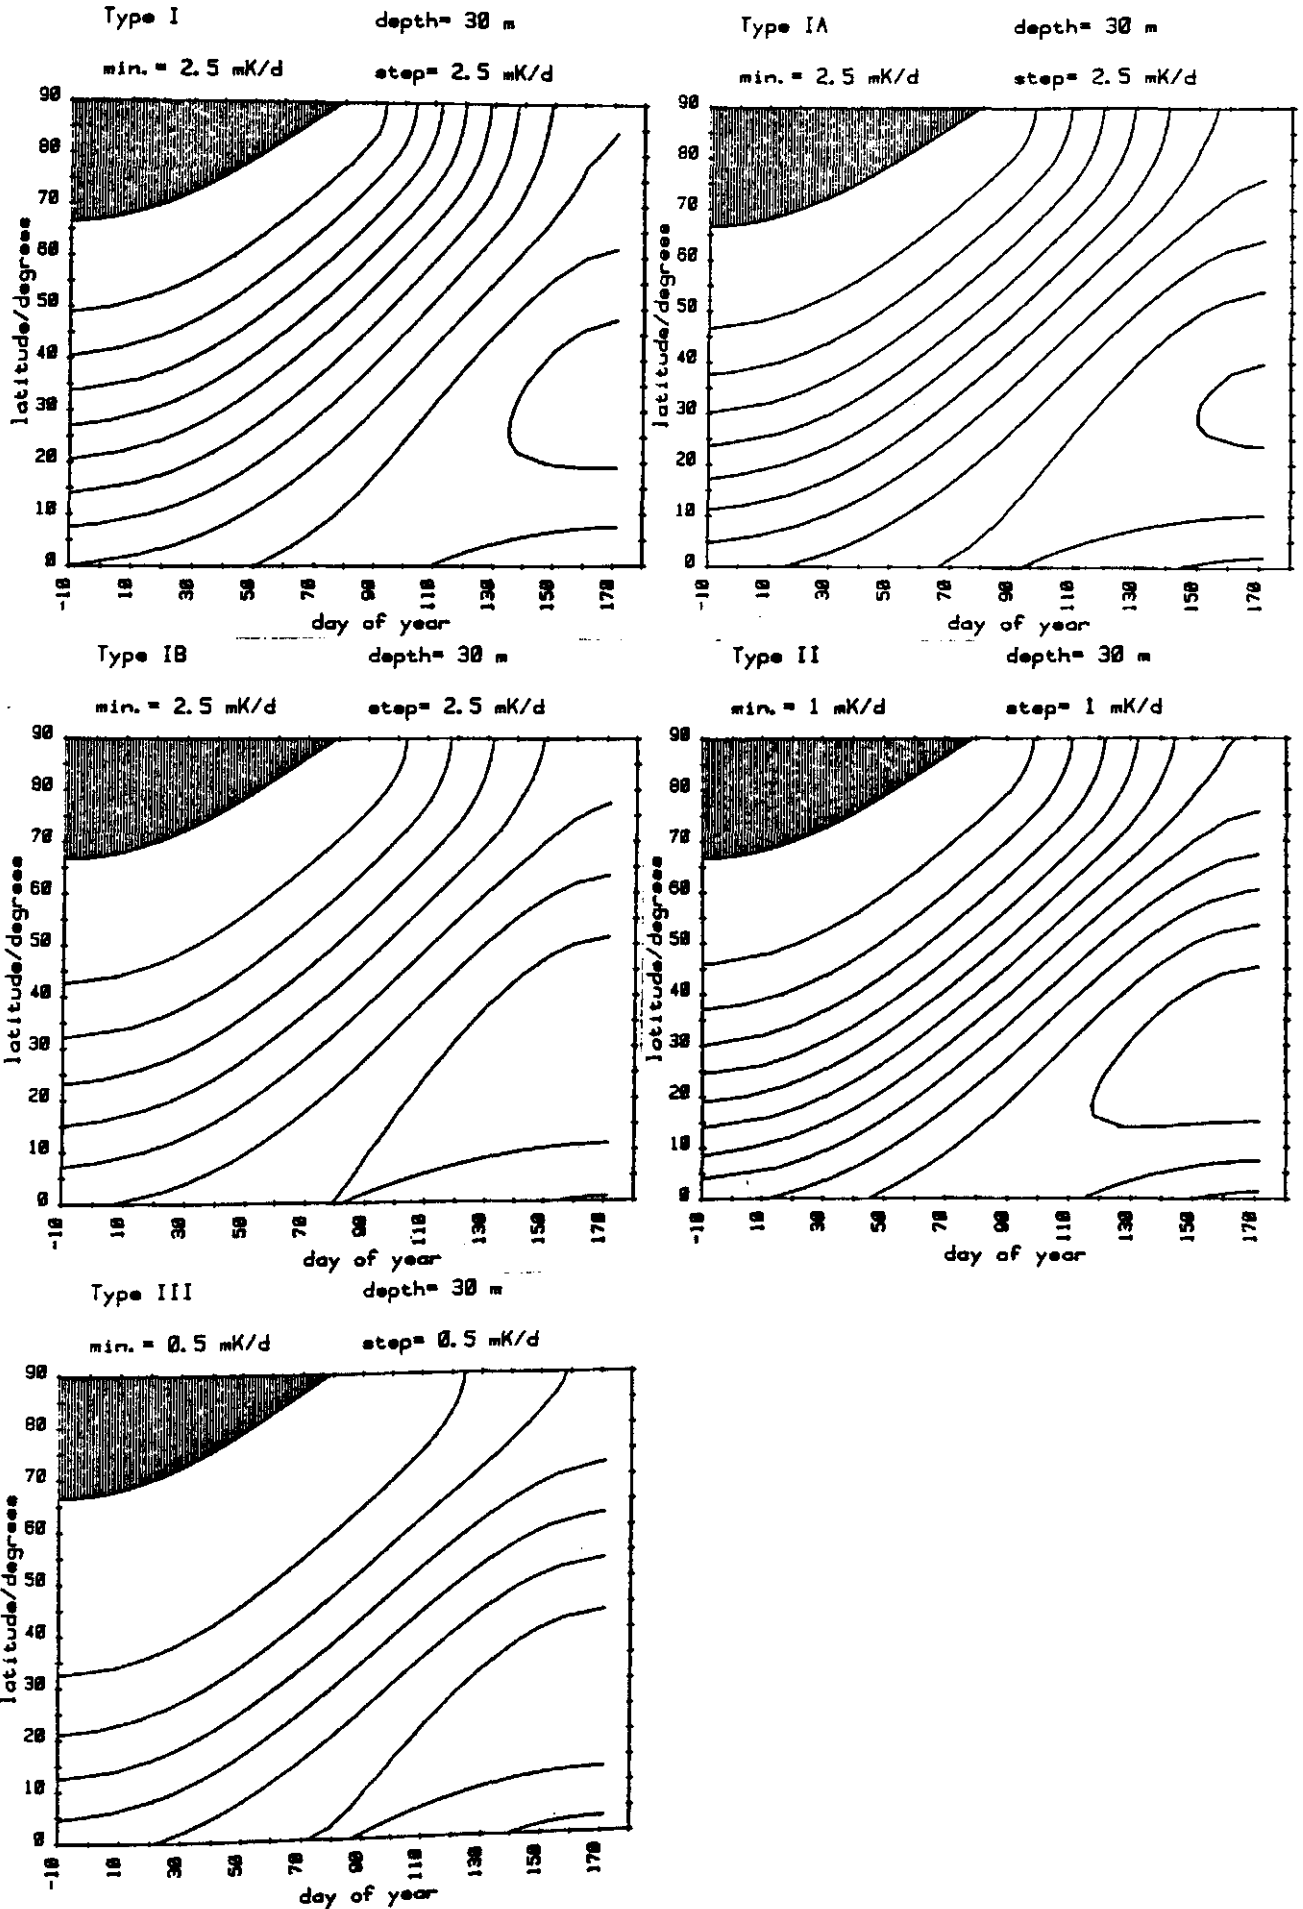 Type I depth= 30 m
min. = 2.5 mK/d step= 2.5 mK/d
90
80
70
60
50
40
30
20
10
0
latitude/degrees
-10 10 30 50 70 90 110 130 150 170
day of year
Type IA depth= 30 m
min. = 2.5 mK/d step= 2.5 mK/d
90
80
70
60
50
40
30
20
10
0
latitude/degrees
-10 10 30 50 70 90 110 130 150 170
day of year
Type IB depth= 30 m
min. = 2.5 mK/d step= 2.5 mK/d
90
80
70
60
50
40
30
20
10
0
latitude/degrees
-10 10 30 50 70 90 110 130 150 170
day of year
Type II depth= 30 m
min. = 1 mK/d step= 1 mK/d
90
80
70
60
50
40
30
20
10
0
latitude/degrees
-10 10 30 50 70 90 110 130 150 170
day of year
Type III depth= 30 m
min. = 0.5 mK/d step= 0.5 mK/d
90
80
70
60
50
40
30
20
10
0
latitude/degrees
-10 10 30 50 70 90 110 130 150 170
day of year